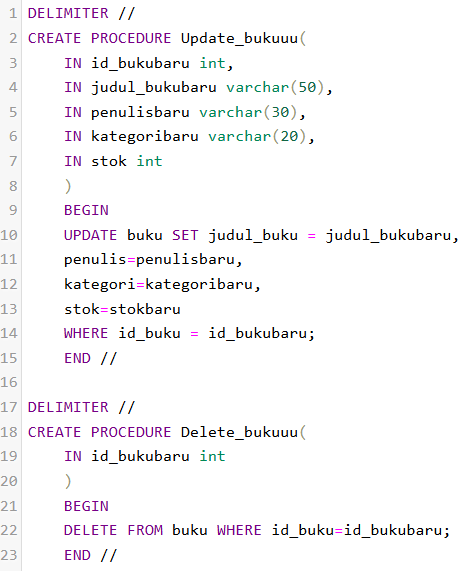 1 DELIMITER //
2 CREATE PROCEDURE Update_bukuuu(
3 IN id_bukubaru int,
4 IN judul_bukubaru varchar(50),
5 IN penulisbaru varchar(30),
6 IN kategoribaru varchar(20),
7 IN stok int
8 )
9 BEGIN
10 UPDATE buku SET judul_buku = judul_bukubaru,
11 penulis=penulisbaru,
12 kategori=kategoribaru,
13 stok=stokbaru
14 WHERE id_buku = id_bukubaru;
15 END //
16
17 DELIMITER //
18 CREATE PROCEDURE Delete_bukuuu(
19 IN id_bukubaru int
20 )
21 BEGIN
22 DELETE FROM buku WHERE id_buku=id_bukubaru;
23 END //